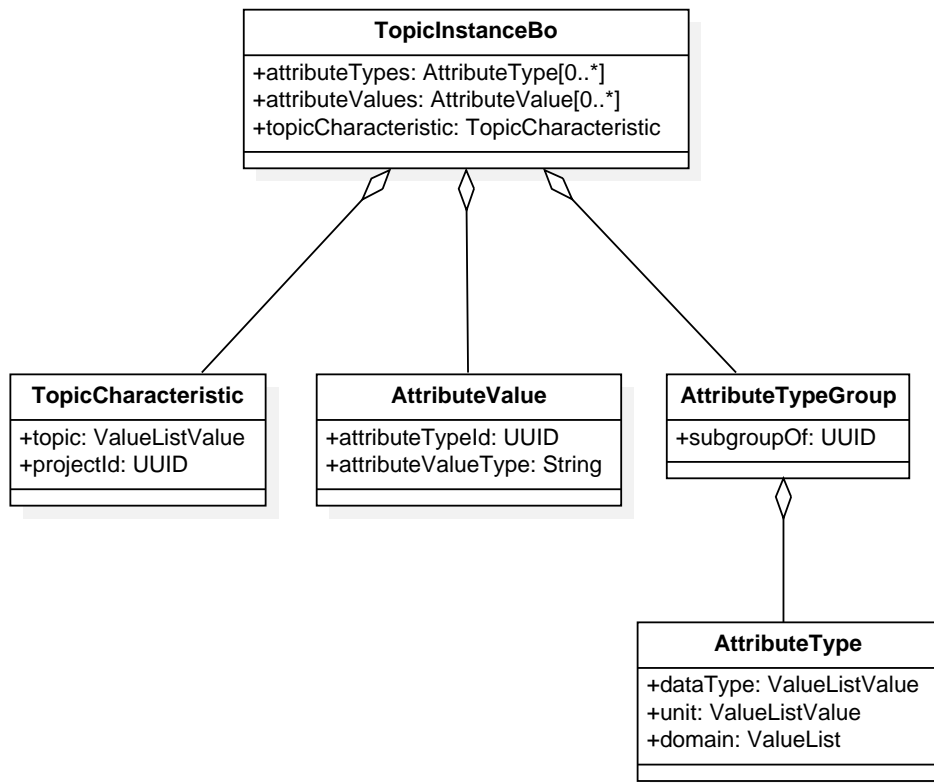 TopicInstanceBo
+attributeTypes: AttributeType[0..*]
+attributeValues: AttributeValue[0..*]
+topicCharacteristic: TopicCharacteristic
TopicCharacteristic
+topic: ValueListValue
+projectId: UUID
AttributeValue
+attributeTypeId: UUID
+attributeValueType: String
AttributeTypeGroup
+subgroupOf: UUID
AttributeType
+dataType: ValueListValue
+unit: ValueListValue
+domain: ValueList